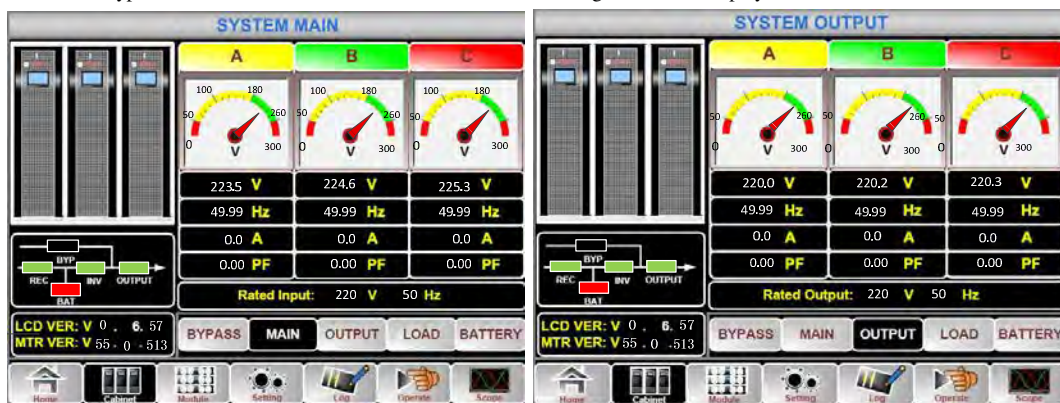 SYSTEM MAIN
A B C
100 180 100 180 100 180
50 260 50 260 50 260
0 V 300 0 V 300 0 V 300
223.5 V 224.6 V 225.3 V
49.99 Hz 49.99 Hz 49.99 Hz
0.0 A 0.0 A 0.0 A
0.00 PF 0.00 PF 0.00 PF
Rated Input: 220 V 50 Hz
BYP
REC INV OUTPUT
BAT
LCD VER: V 0 . 6. 57
MTR VER: V 55 . 0 .513
BYPASS MAIN OUTPUT LOAD BATTERY
Home Cabinet Module Setting Log Operate Scope
SYSTEM OUTPUT
A B C
50 260 50 260 50
0 V 300 0 V 300 0 V 300
220.0 V 220.2 V 220.3 V
49.99 Hz 49.99 Hz 49.99 Hz
0.0 A 0.0 A 0.0 A
0.00 PF 0.00 PF 0.00 PF
Rated Output: 220 V 50 Hz
BYP
REC INV OUTPUT
BAT
LCD VER: V 0 . 6. 57
MTR VER: V 55 . 0 .513
BYPASS MAIN OUTPUT LOAD BATTERY
Home Cabinet Module Setting Log Operate Scope